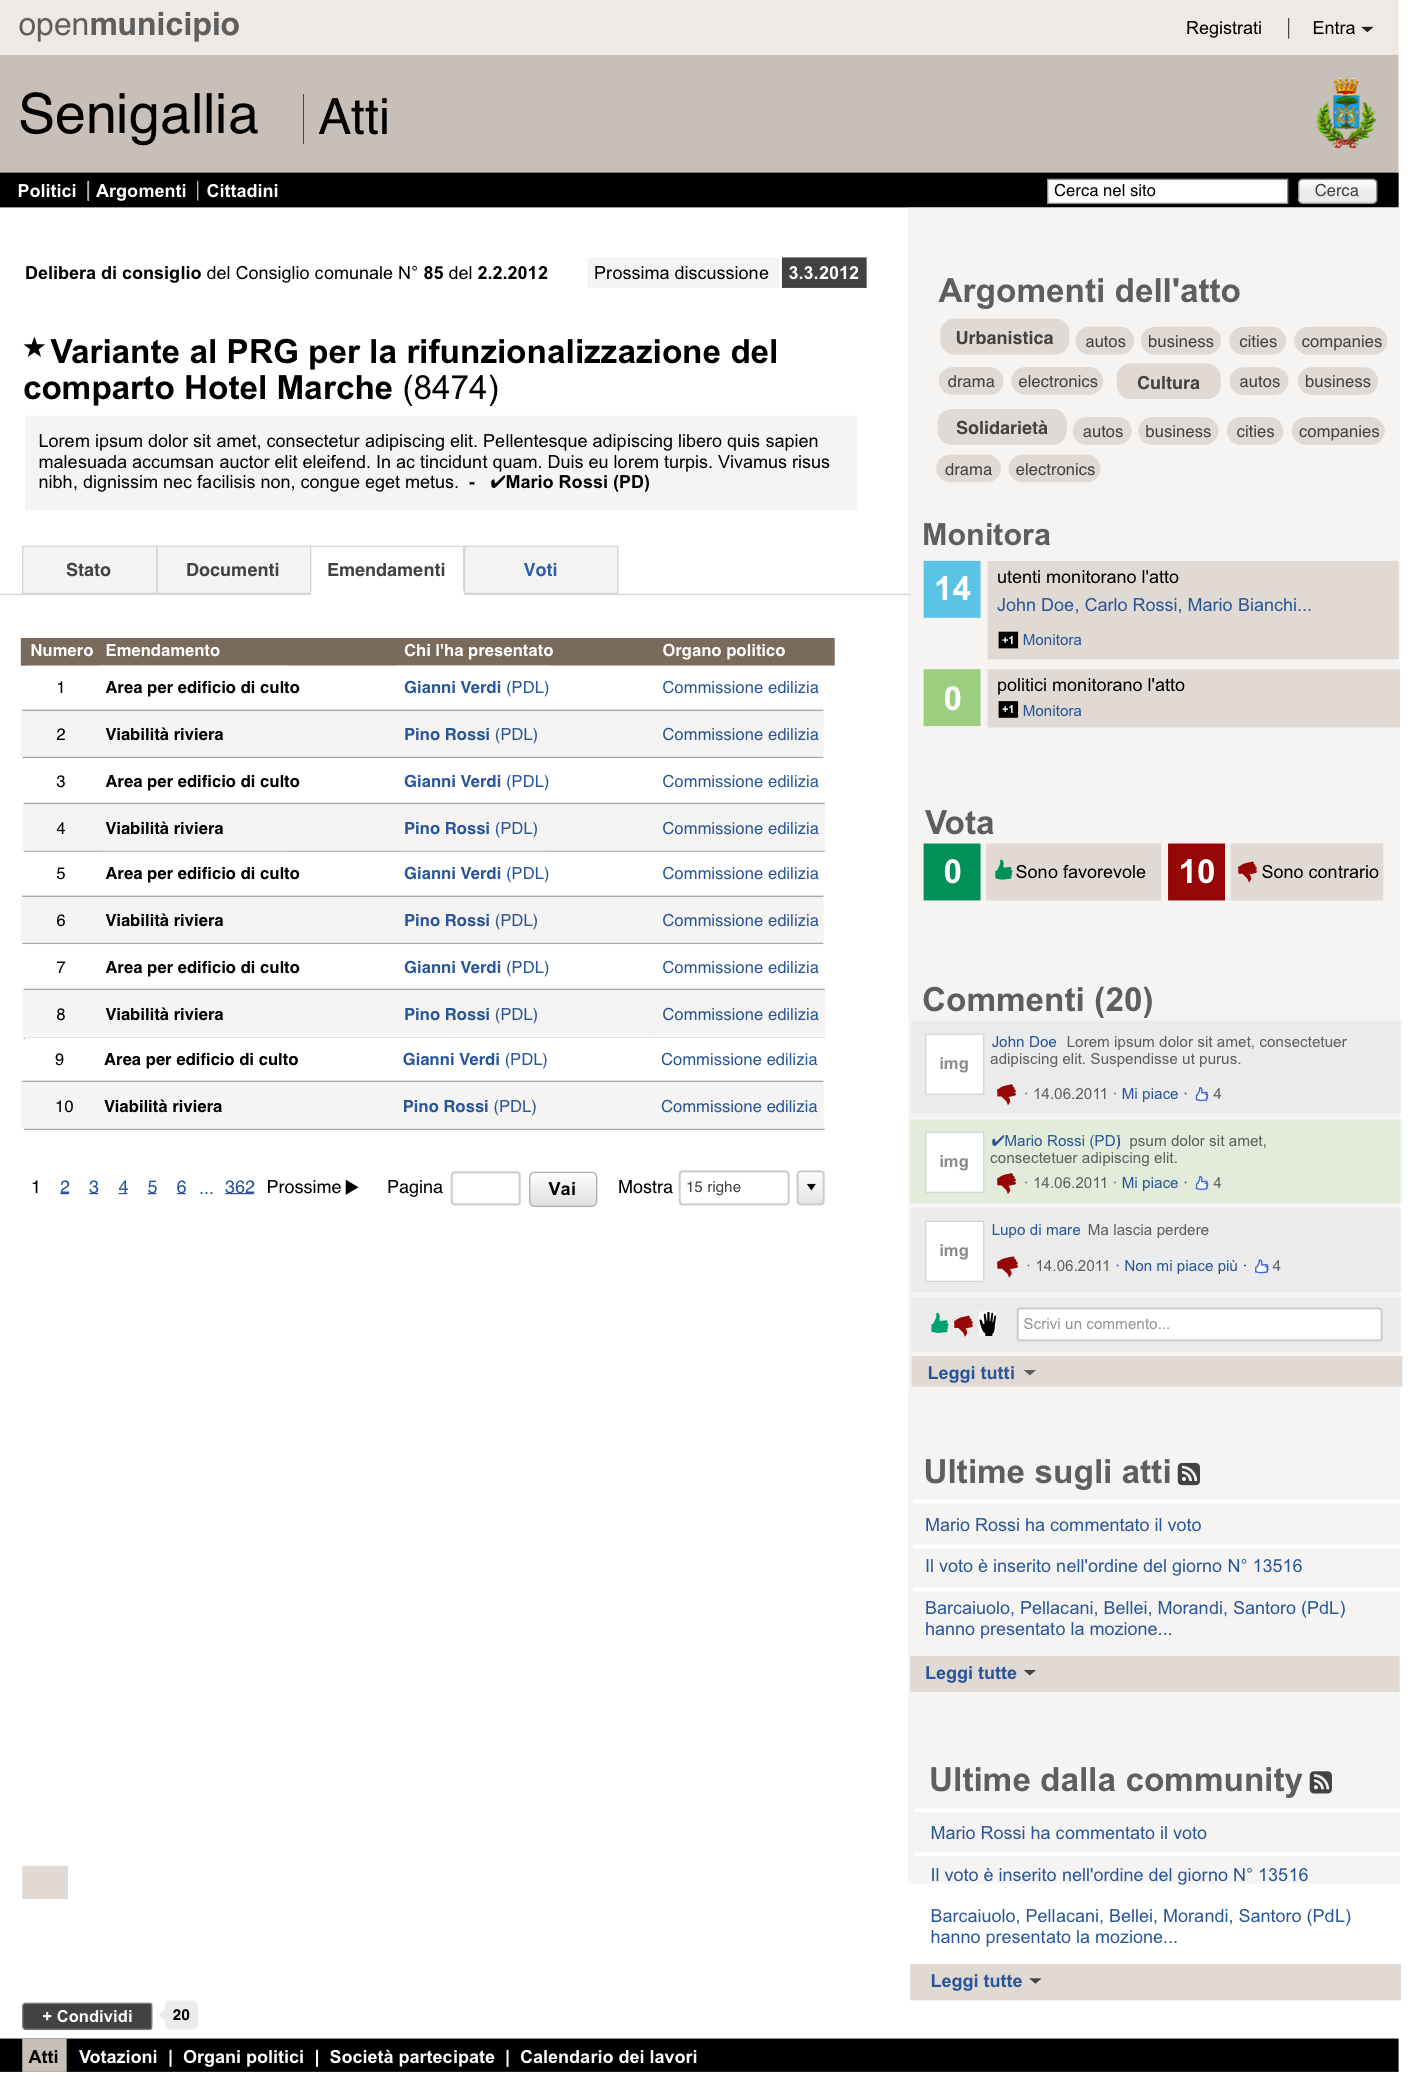 openmunicipio
Registrati | Entra
Senigallia | Atti
Politici | Argomenti | Cittadini
Cerca nel sito Cerca
Delibera di consiglio del Consiglio comunale N° 85 del 2.2.2012
Prossima discussione 3.3.2012
★Variante al PRG per la rifunzionalizzazione del
comparto Hotel Marche (8474)
Lorem ipsum dolor sit amet, consectetur adipiscing elit. Pellentesque adipiscing libero quis sapien
malesuada accumsan auctor elit eleifend. In ac tincidunt quam. Duis eu lorem turpis. Vivamus risus
nibh, dignissim nec facilisis non, congue eget metus. - ✔Mario Rossi (PD)
Stato Documenti Emendamenti Voti
Numero Emendamento Chi l'ha presentato Organo politico
1 Area per edificio di culto Gianni Verdi (PDL) Commissione edilizia
2 Viabilità riviera Pino Rossi (PDL) Commissione edilizia
3 Area per edificio di culto Gianni Verdi (PDL) Commissione edilizia
4 Viabilità riviera Pino Rossi (PDL) Commissione edilizia
5 Area per edificio di culto Gianni Verdi (PDL) Commissione edilizia
6 Viabilità riviera Pino Rossi (PDL) Commissione edilizia
7 Area per edificio di culto Gianni Verdi (PDL) Commissione edilizia
8 Viabilità riviera Pino Rossi (PDL) Commissione edilizia
9 Area per edificio di culto Gianni Verdi (PDL) Commissione edilizia
10 Viabilità riviera Pino Rossi (PDL) Commissione edilizia
1 2 3 4 5 6 ... 362 Prossime▶ Pagina Vai Mostra 15 righe
Argomenti dell'atto
Urbanistica autos business cities companies
drama electronics Cultura autos business
Solidarietà autos business cities companies
drama electronics
Monitora
14 utenti monitorano l'atto
John Doe, Carlo Rossi, Mario Bianchi...
+1 Monitora
0 politici monitorano l'atto
+1 Monitora
Vota
0 Sono favorevole 10 Sono contrario
Commenti (20)
img
John Doe Lorem ipsum dolor sit amet, consectetuer
adipiscing elit. Suspendisse ut purus.
· 14.06.2011 · Mi piace · 4
img
✔Mario Rossi (PD) psum dolor sit amet,
consectetuer adipiscing elit.
· 14.06.2011 · Mi piace · 4
img
Lupo di mare Ma lascia perdere
· 14.06.2011 · Non mi piace più · 4
Scrivi un commento...
Leggi tutti
Ultime sugli atti
Mario Rossi ha commentato il voto
Il voto è inserito nell'ordine del giorno N° 13516
Barcaiuolo, Pellacani, Bellei, Morandi, Santoro (PdL)
hanno presentato la mozione...
Leggi tutte
Ultime dalla community
Mario Rossi ha commentato il voto
Il voto è inserito nell'ordine del giorno N° 13516
Barcaiuolo, Pellacani, Bellei, Morandi, Santoro (PdL)
hanno presentato la mozione...
Leggi tutte
+ Condividi 20
Atti Votazioni | Organi politici | Società partecipate | Calendario dei lavori